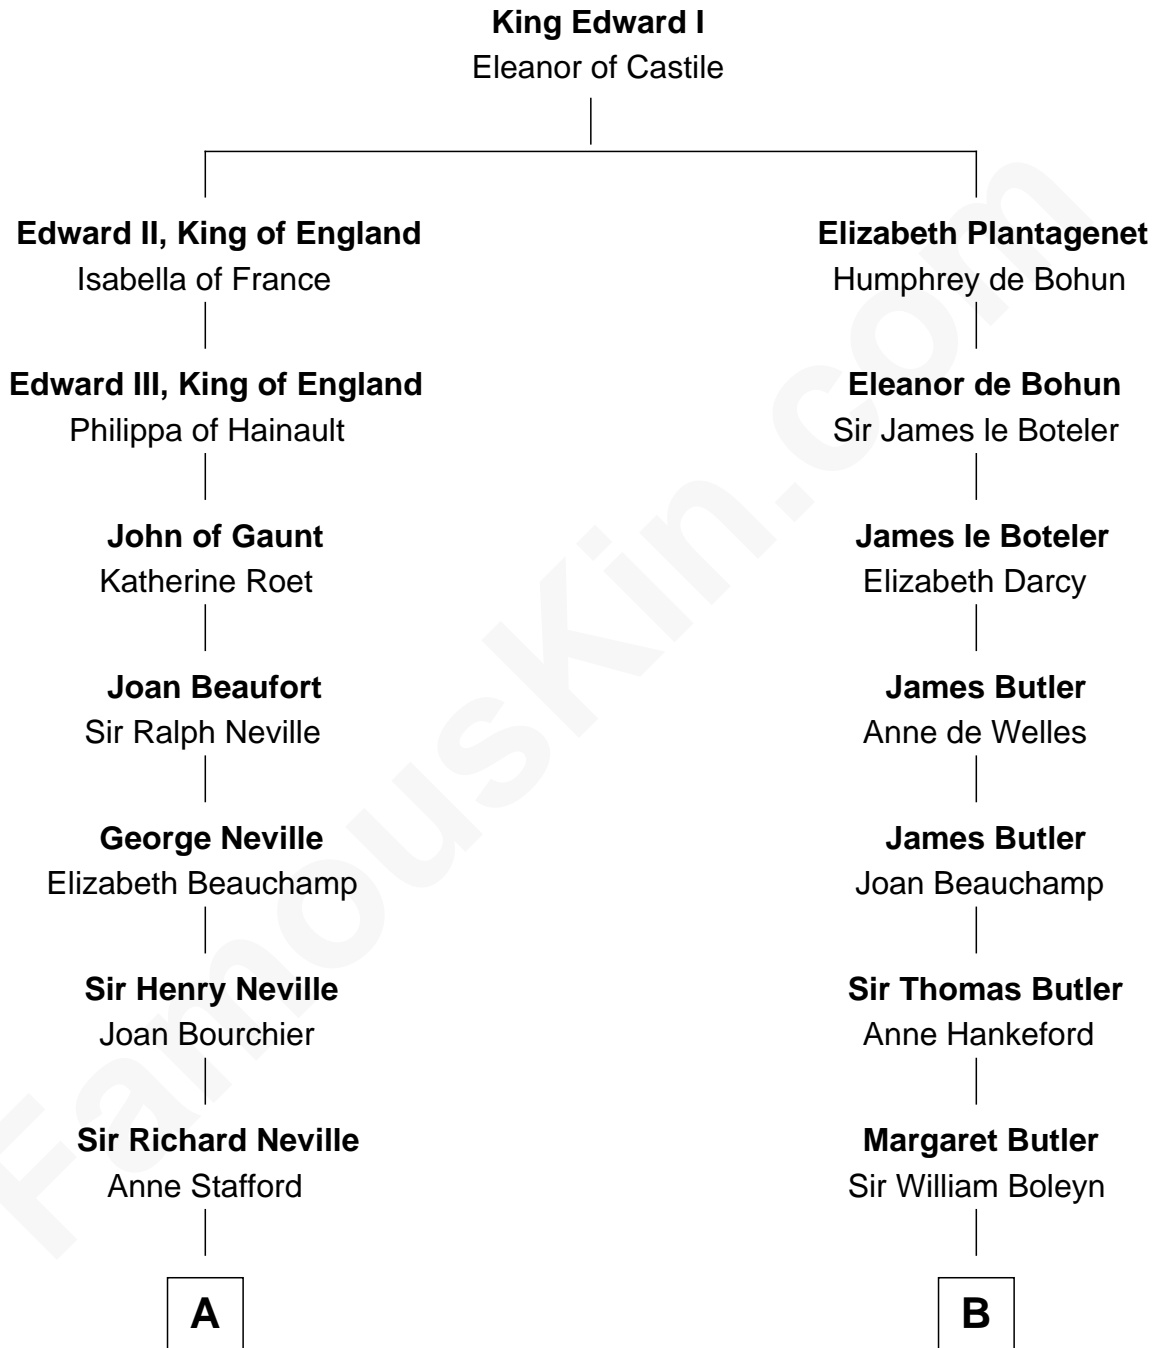 King Edward I
Eleanor of Castile
Edward II, King of England
Isabella of France
Elizabeth Plantagenet
Humphrey de Bohun
Edward III, King of England
Philippa of Hainault
Eleanor de Bohun
Sir James le Boteler
John of Gaunt
Katherine Roet
James le Boteler
Elizabeth Darcy
Joan Beaufort
Sir Ralph Neville
James Butler
Anne de Welles
George Neville
Elizabeth Beauchamp
James Butler
Joan Beauchamp
Sir Henry Neville
Joan Bourchier
Sir Thomas Butler
Anne Hankeford
Sir Richard Neville
Anne Stafford
Margaret Butler
Sir William Boleyn
A
B
FamousKin.com